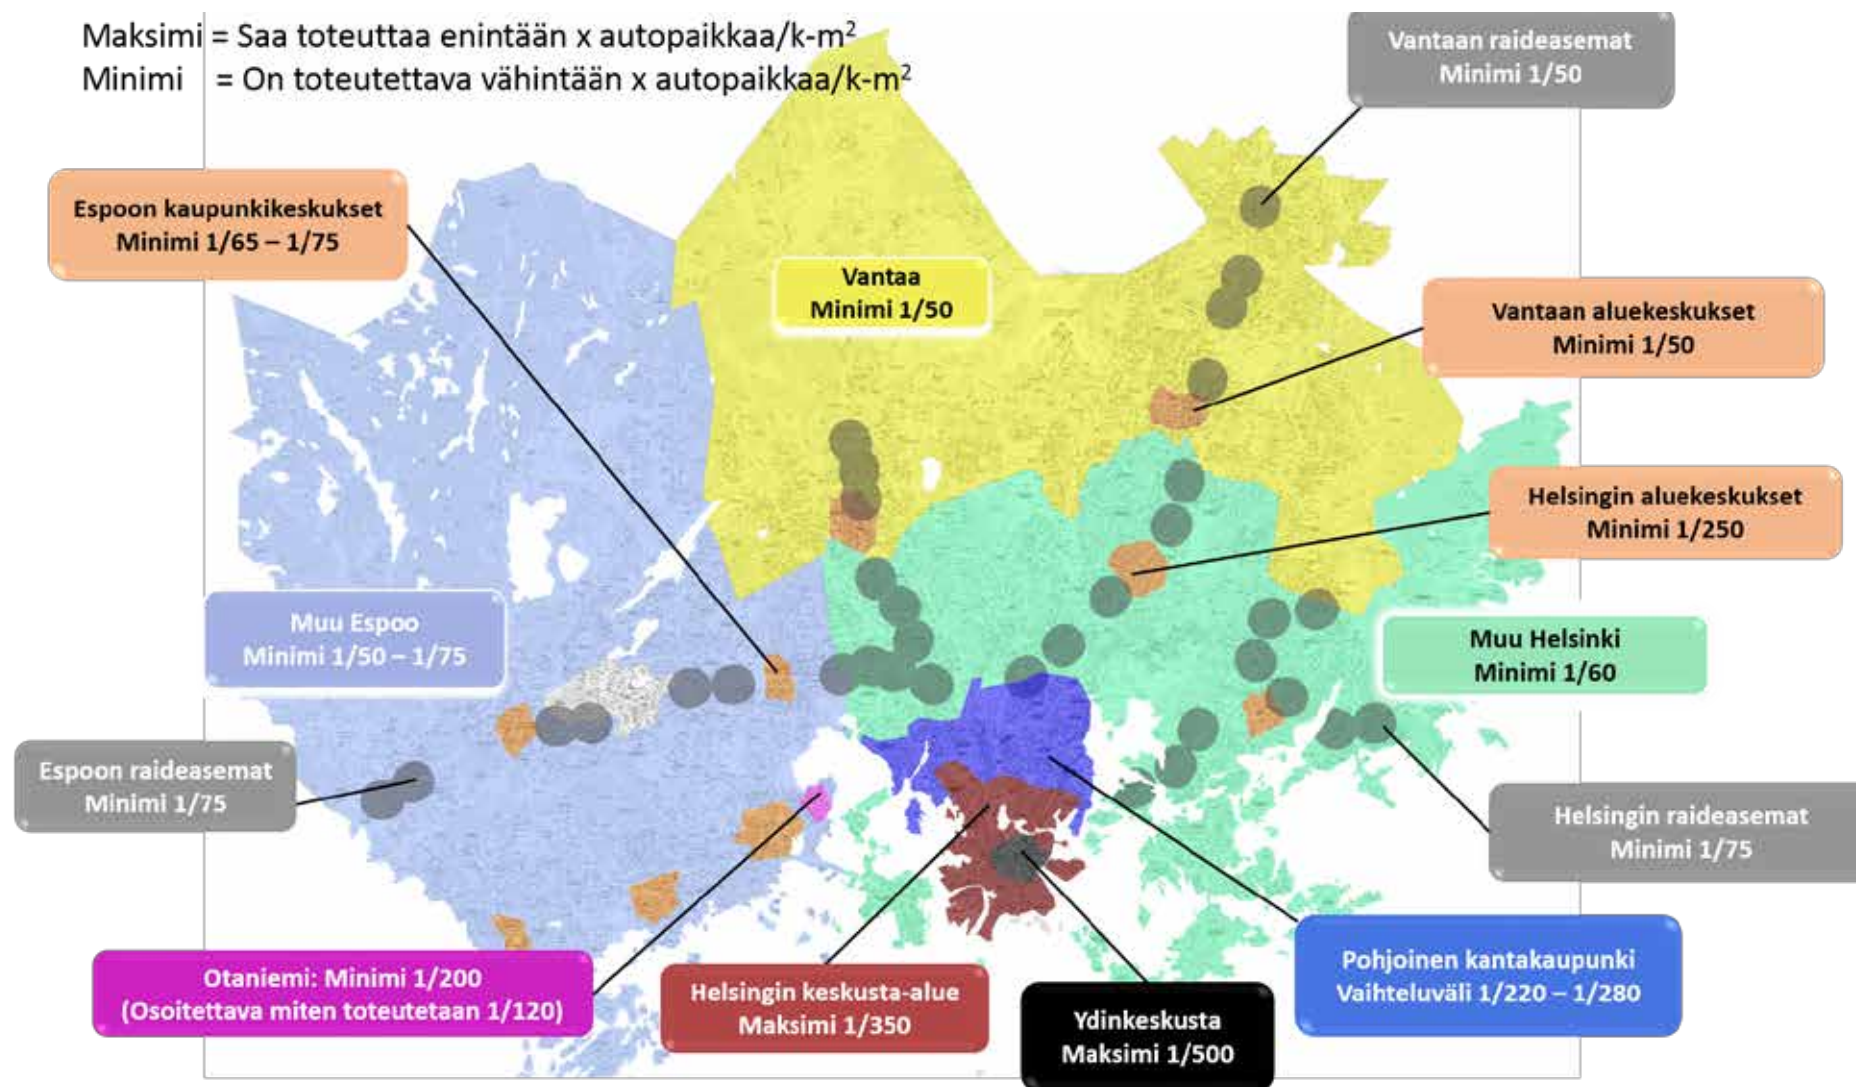 Maksimi = Saa toteuttaa enintään x autopaikkaa/k-m²
Minimi = On toteutettava vähintään x autopaikkaa/k-m²
Vantaan raideasemat
Minimi 1/50
Espoon kaupunkikeskukset
Minimi 1/65 – 1/75
Vantaa
Minimi 1/50
Vantaan aluekeskukset
Minimi 1/50
Helsingin aluekeskukset
Minimi 1/250
Muu Espoo
Minimi 1/50 – 1/75
Muu Helsinki
Minimi 1/60
Espoon raideasemat
Minimi 1/75
Helsingin raideasemat
Minimi 1/75
Otaniemi: Minimi 1/200
(Osoitettava miten toteutetaan 1/120)
Helsingin keskusta-alue
Maksimi 1/350
Ydinkeskusta
Maksimi 1/500
Pohjoinen kantakaupunki
Vaihteluväli 1/220 – 1/280